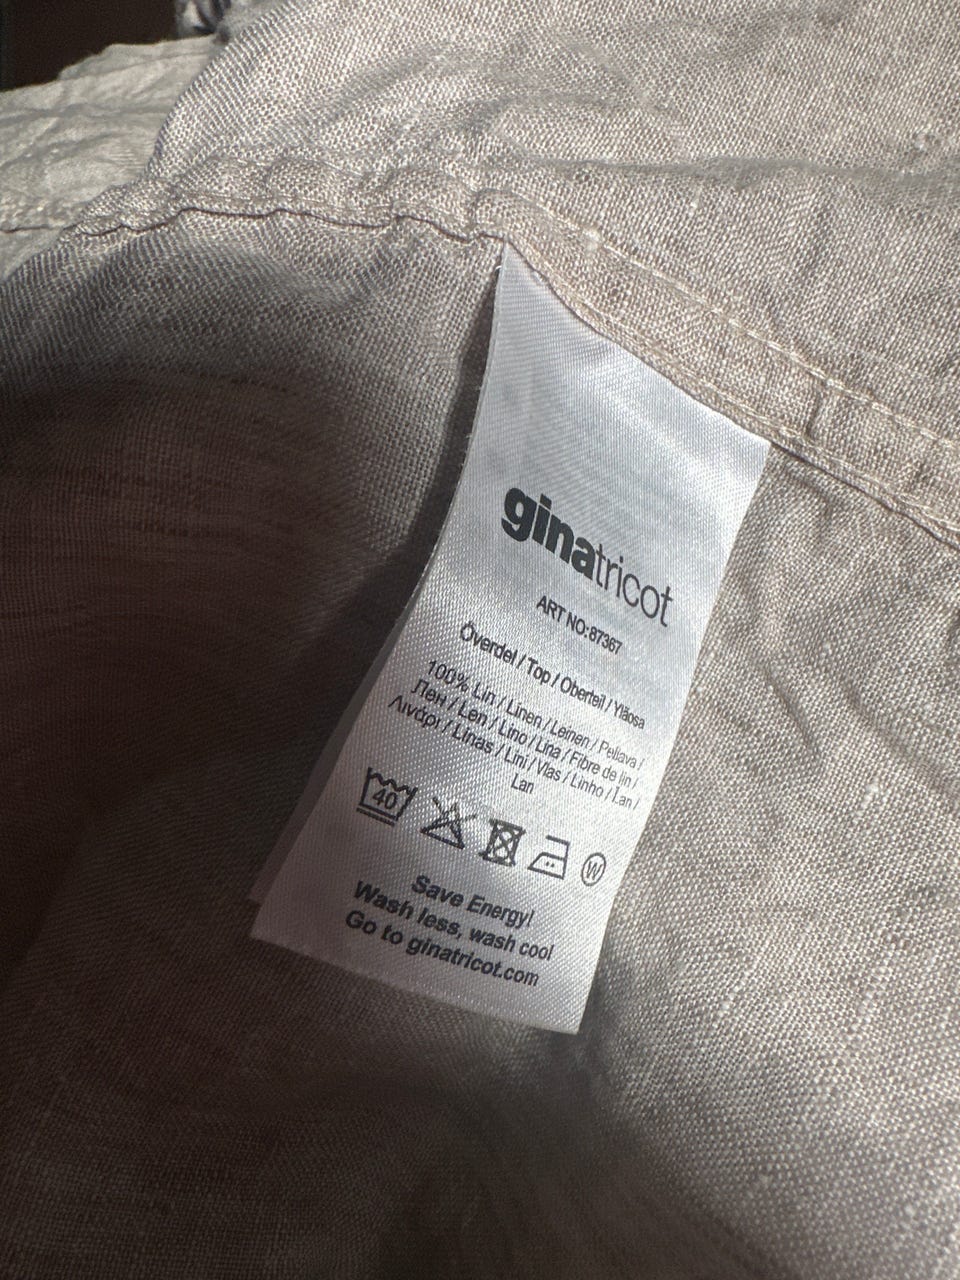 ginatricot
ART NO:87367
Överdel / Top / Oberteil / Yläosa
100% Lin / Linen / Leinen / Pellava /
Лен / Len / Lino / Lina / Fibre de lin /
Λινάρι / Linas / Lini / Vlas / Linho / Lan /
Lan
40
W
Save Energy!
Wash less, wash cool
Go to ginatricot.com